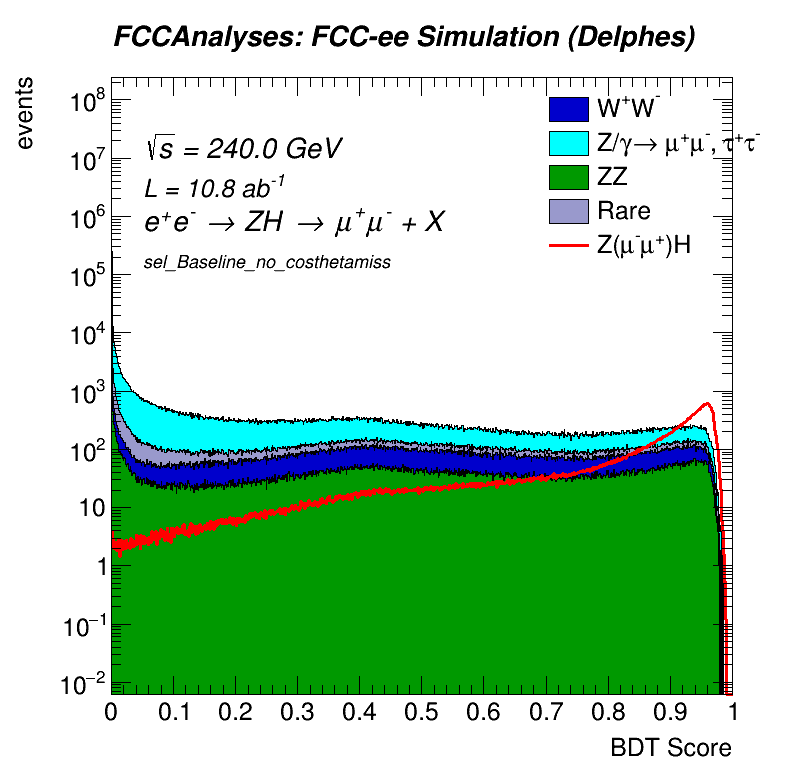 FCCAnalyses: FCC-ee Simulation (Delphes)
events
10⁸
10⁷
10⁶
10⁵
10⁴
10³
10²
10
1
10⁻¹
10⁻²
√s = 240.0 GeV
L = 10.8 ab⁻¹
e⁺e⁻ → ZH → μ⁺μ⁻ + X
sel_Baseline_no_costhetamiss
W⁺W⁻
Z/γ→ μ⁺μ⁻, τ⁺τ⁻
ZZ
Rare
Z(μ⁻μ⁺)H
0 0.1 0.2 0.3 0.4 0.5 0.6 0.7 0.8 0.9 1
BDT Score